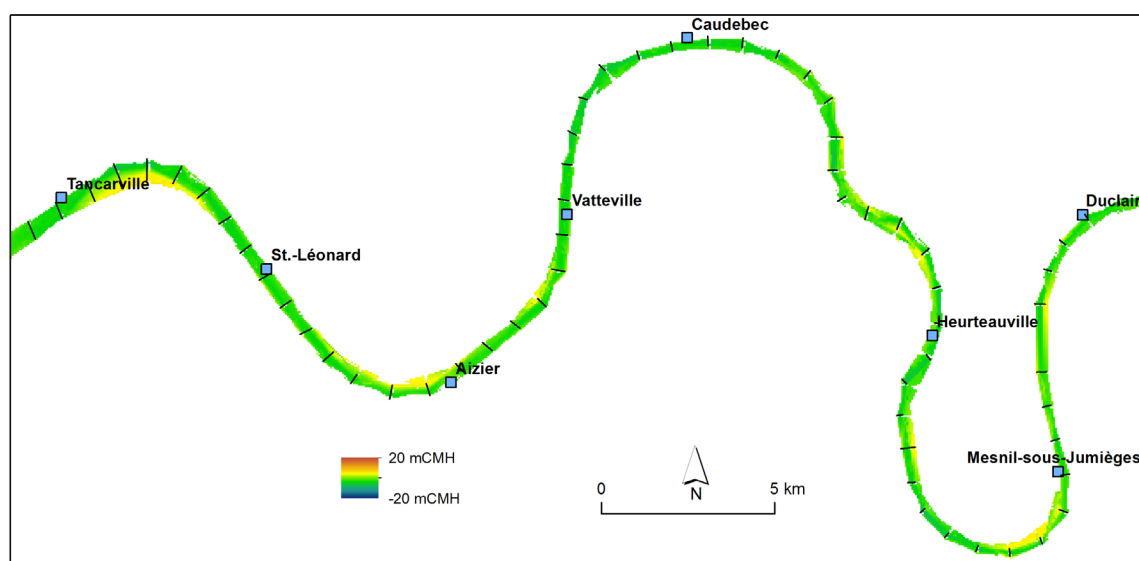 Caudebec
Tancarville
Vatteville
Duclair
St.-Léonard
Heurteauville
Aizier
Mesnil-sous-Jumièges
20 mCMH
-20 mCMH
N
0
5 km